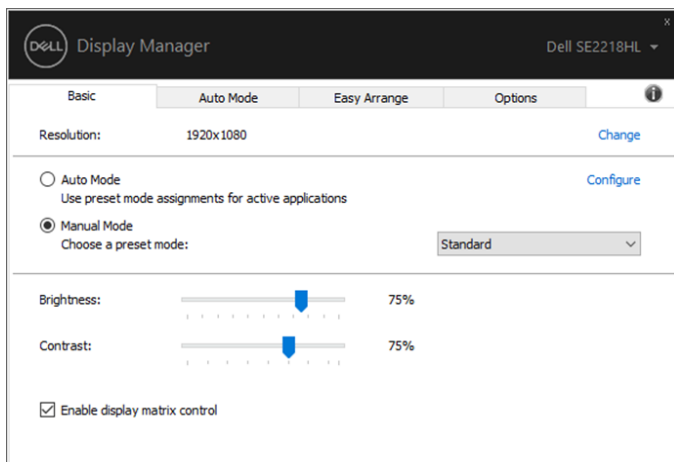 x
DELL Display Manager Dell SE2218HL
Basic Auto Mode Easy Arrange Options i
Resolution: 1920x1080 Change
Auto Mode Configure
Use preset mode assignments for active applications
Manual Mode
Choose a preset mode: Standard
Brightness: 75%
Contrast: 75%
Enable display matrix control